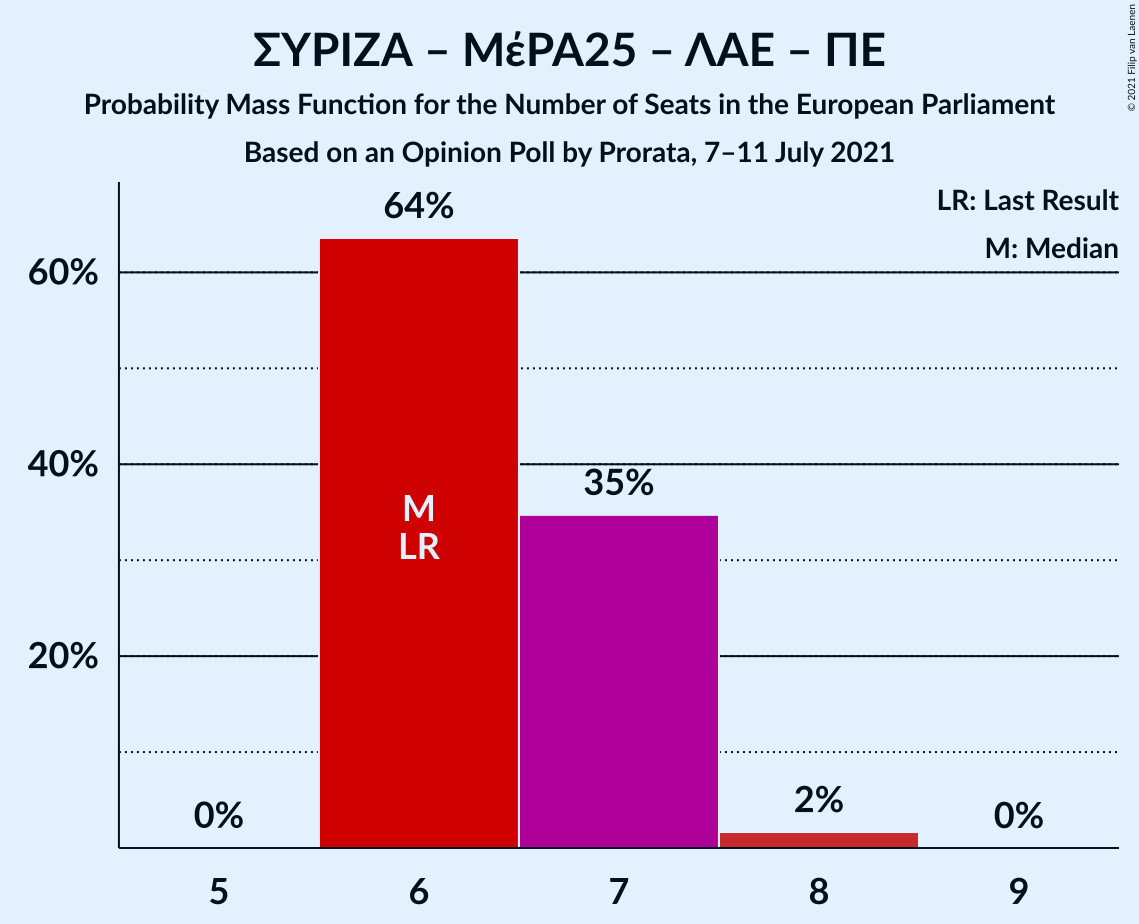 ΣΥΡΙΖΑ – ΜέΡΑ25 – ΛΑΕ – ΠΕ
Probability Mass Function for the Number of Seats in the European Parliament
Based on an Opinion Poll by Prorata, 7–11 July 2021
© 2021 Filip van Laenen
LR: Last Result
M: Median
64%
60%
40%
35%
M
LR
20%
2%
0%
0%
5
6
7
8
9